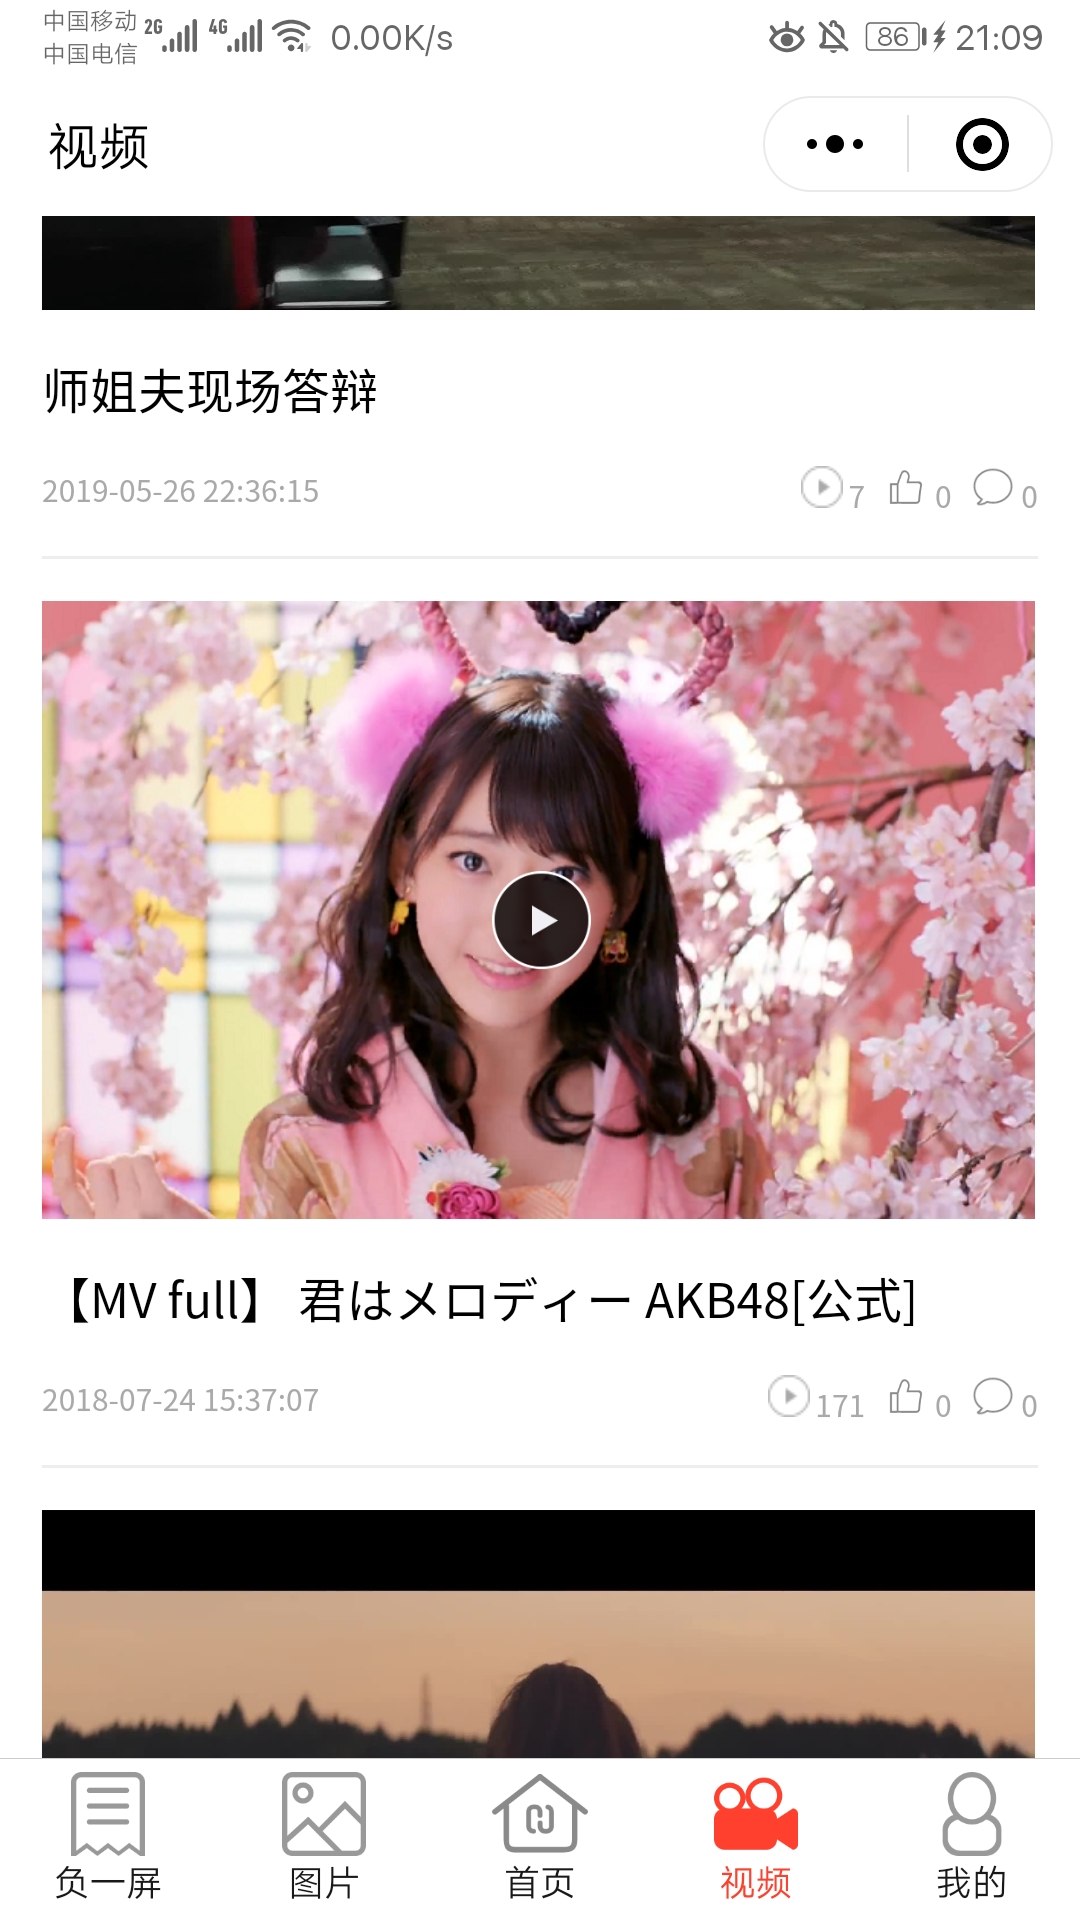 中国移动 2G 4G 0.00K/s 86 21:09
中国电信
视频
师姐夫现场答辩
2019-05-26 22:36:15 7 0 0
【MV full】 君はメロディー AKB48[公式]
2018-07-24 15:37:07 171 0 0
负一屏 图片 首页 视频 我的